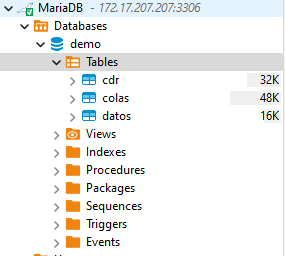 MariaDB - 172.17.207.207:3306
Databases
demo
Tables
cdr 32K
colas 48K
datos 16K
Views
Indexes
Procedures
Packages
Sequences
Triggers
Events